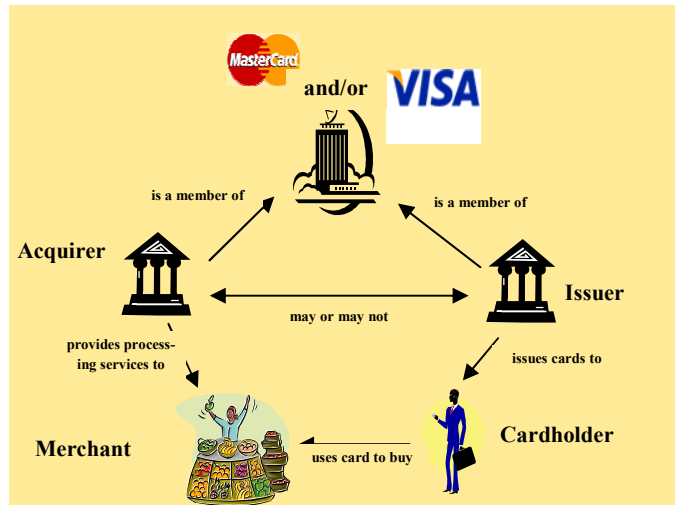 MasterCard
and/or
VISA
is a member of
is a member of
Acquirer
Issuer
may or may not
provides process-
ing services to
issues cards to
Merchant
Cardholder
uses card to buy